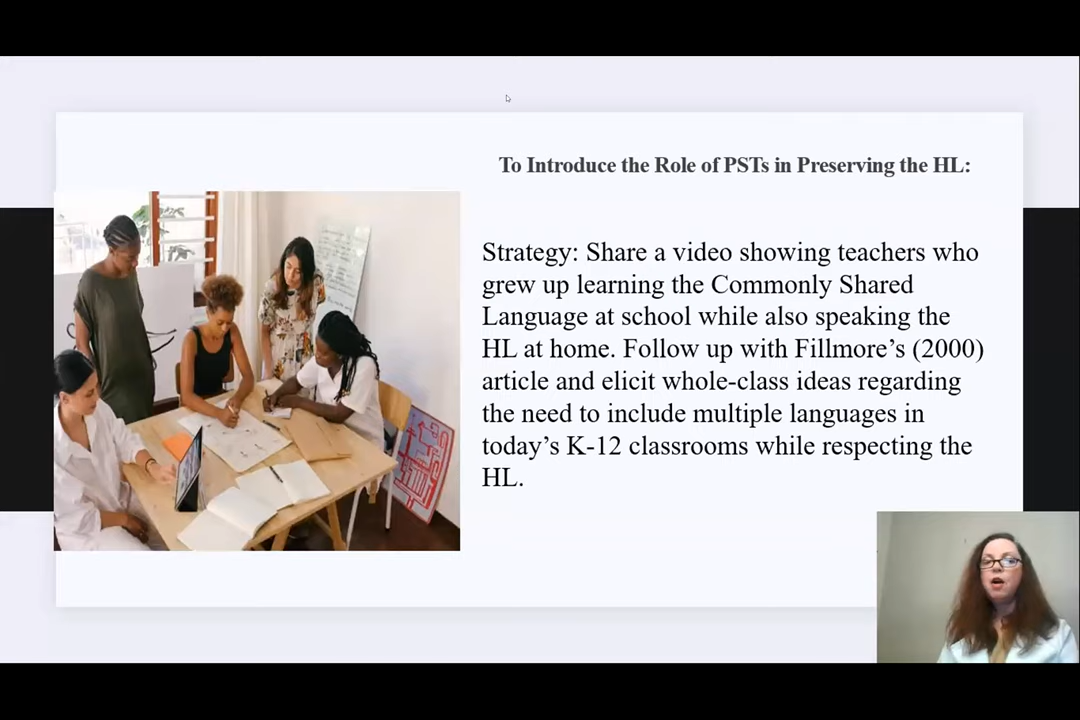 To Introduce the Role of PSTs in Preserving the HL:
Strategy: Share a video showing teachers who
grew up learning the Commonly Shared
Language at school while also speaking the
HL at home. Follow up with Fillmore’s (2000)
article and elicit whole-class ideas regarding
the need to include multiple languages in
today’s K-12 classrooms while respecting the
HL.